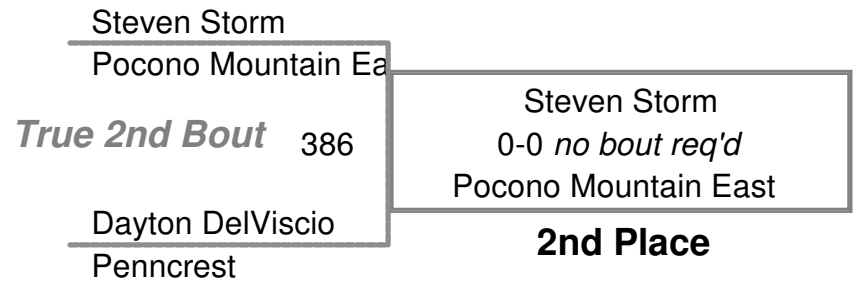 Steven Storm
Pocono Mountain Ea
True 2nd Bout 386
Dayton DelViscio
Penncrest
Steven Storm
0-0 no bout req'd
Pocono Mountain East
2nd Place